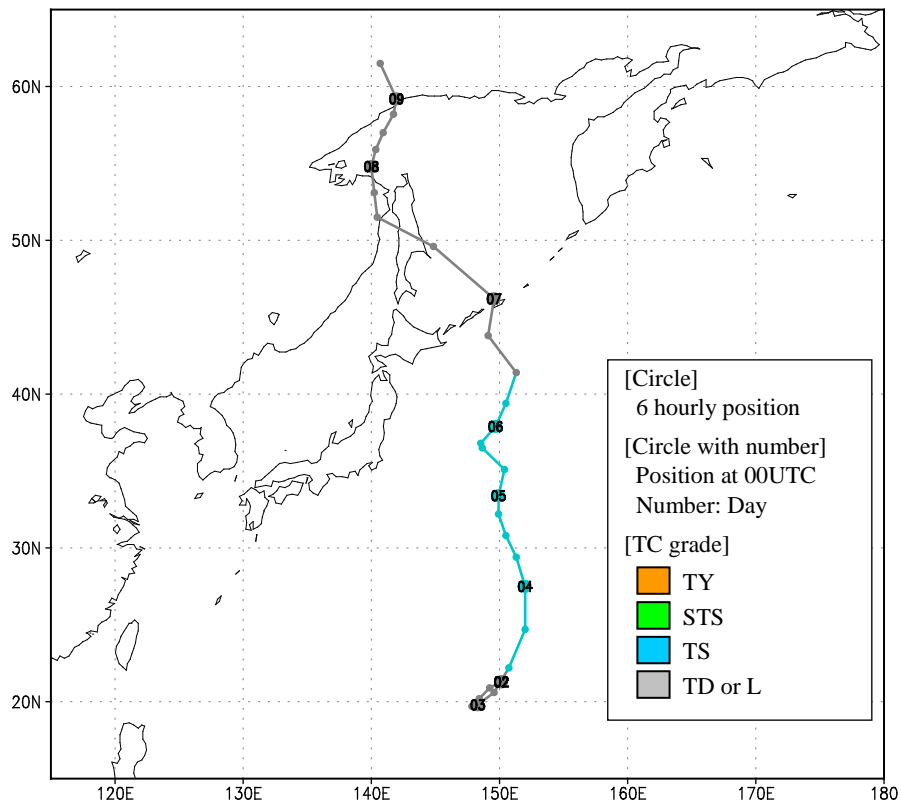 60N
50N
40N
30N
20N
120E
130E
140E
150E
160E
170E
180
09
08
07
06
05
04
02
03
[Circle]
6 hourly position
[Circle with number]
Position at 00UTC
Number: Day
[TC grade]
TY
STS
TS
TD or L